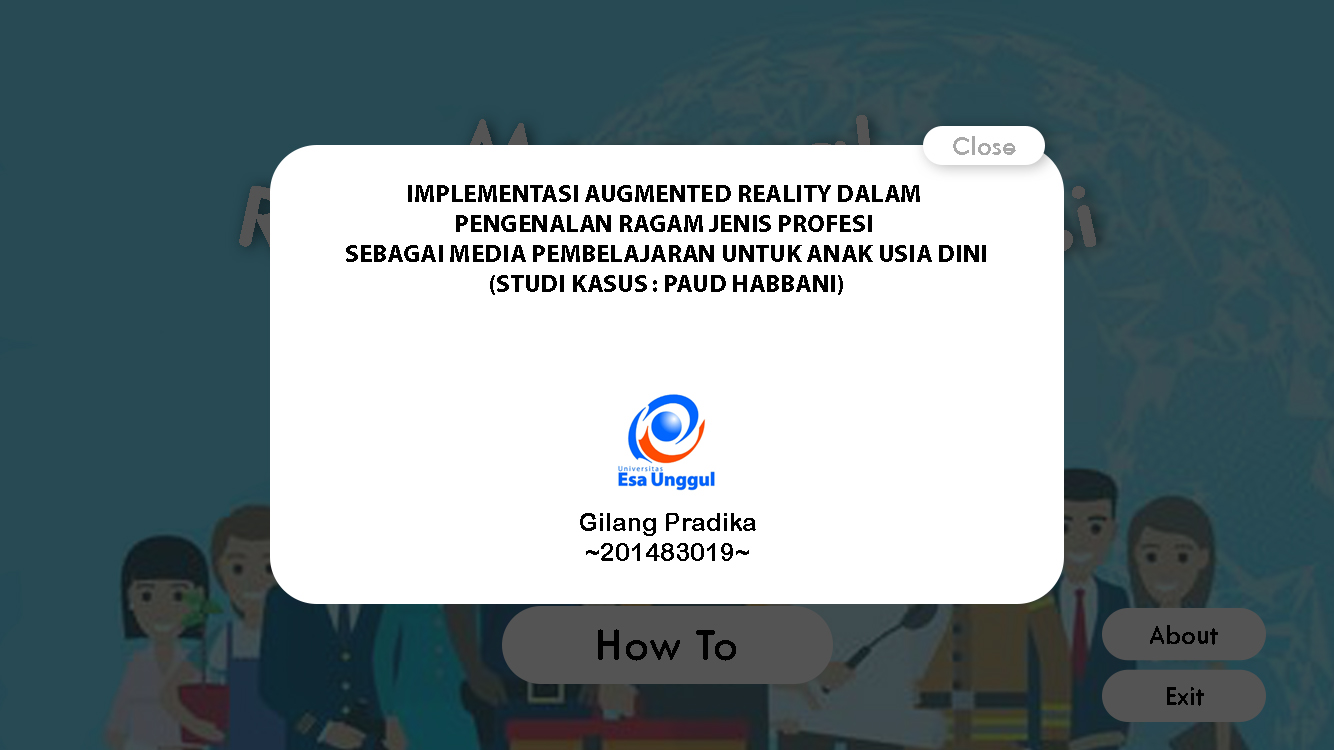 Close
IMPLEMENTASI AUGMENTED REALITY DALAM
PENGENALAN RAGAM JENIS PROFESI
SEBAGAI MEDIA PEMBELAJARAN UNTUK ANAK USIA DINI
(STUDI KASUS : PAUD HABBANI)
Universitas
Esa Unggul
Gilang Pradika
~201483019~
How To
About
Exit